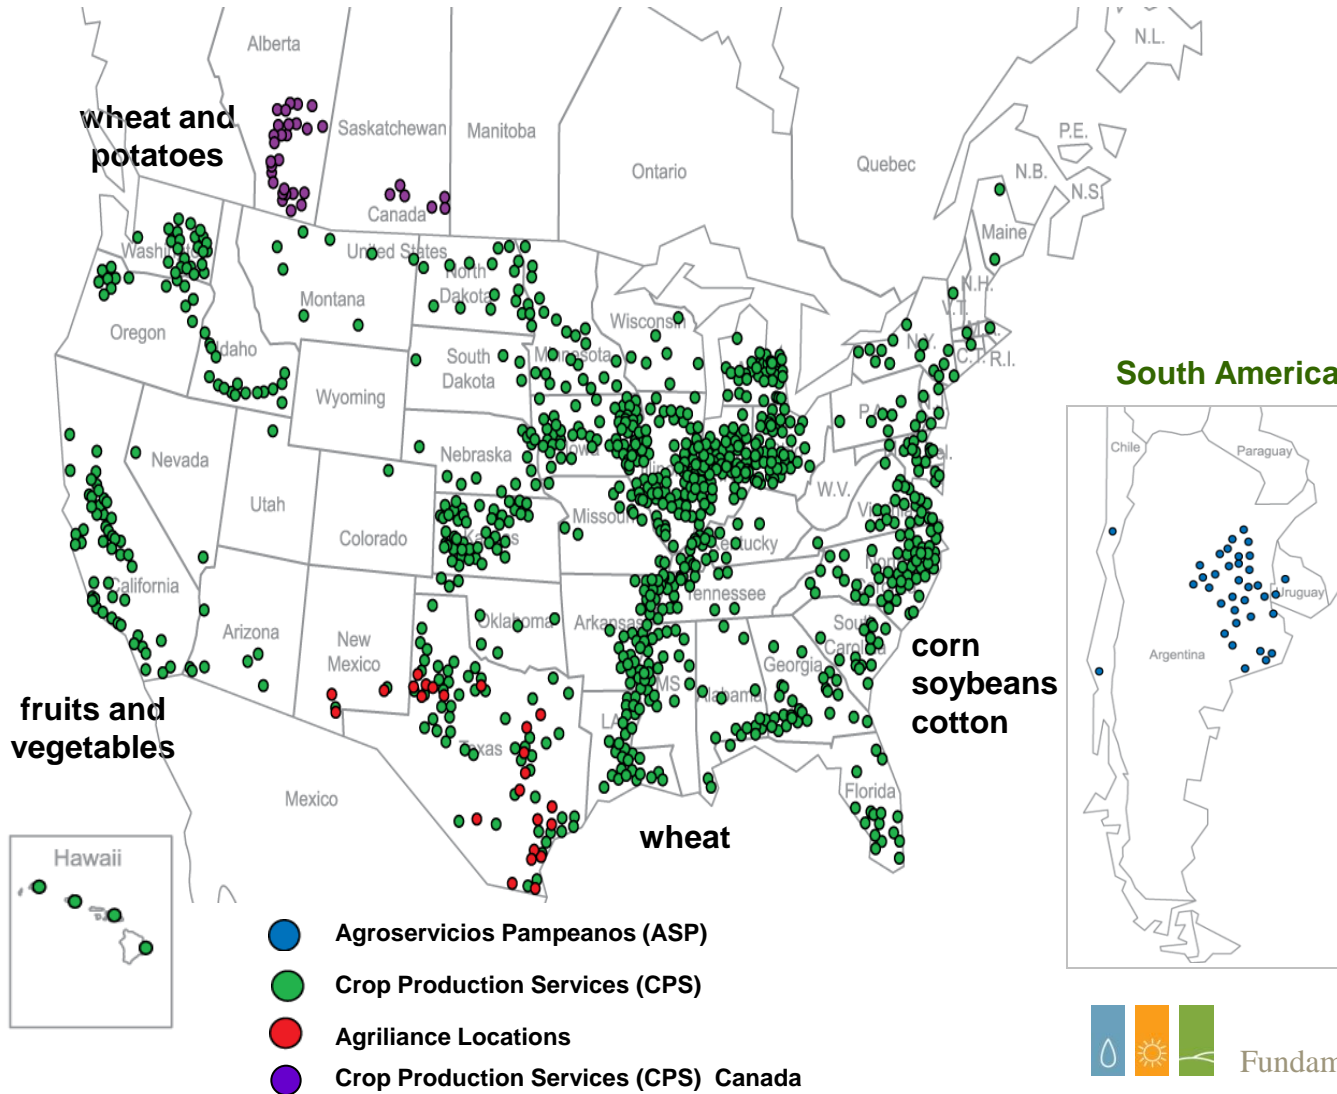 N.L.
Alberta
wheat and
potatoes
Saskatchewan
Manitoba
Ontario
Quebec
P.E.
N.B.
N.S.
Canada
Maine
United States
North
Dakota
Montana
N.H.
V.T.
Wisconsin
Oregon
Idaho
N.Y.
C.T.
R.I.
South
Dakota
Minnesota
South America
Wyoming
P.A.
Nevada
Nebraska
Iowa
Chile
Paraguay
Utah
W.V.
Colorado
Kansas
Missouri
Kentucky
California
Tennessee
Oklahoma
Arkansas
Uruguay
Arizona
New
Mexico
South
Carolina
Georgia
corn
soybeans
cotton
Argentina
MS
Alabama
fruits and
vegetables
LA
Texas
Mexico
Florida
wheat
Hawaii
Agroservicios Pampeanos (ASP)
Crop Production Services (CPS)
Agriliance Locations
Crop Production Services (CPS) Canada
Fundam